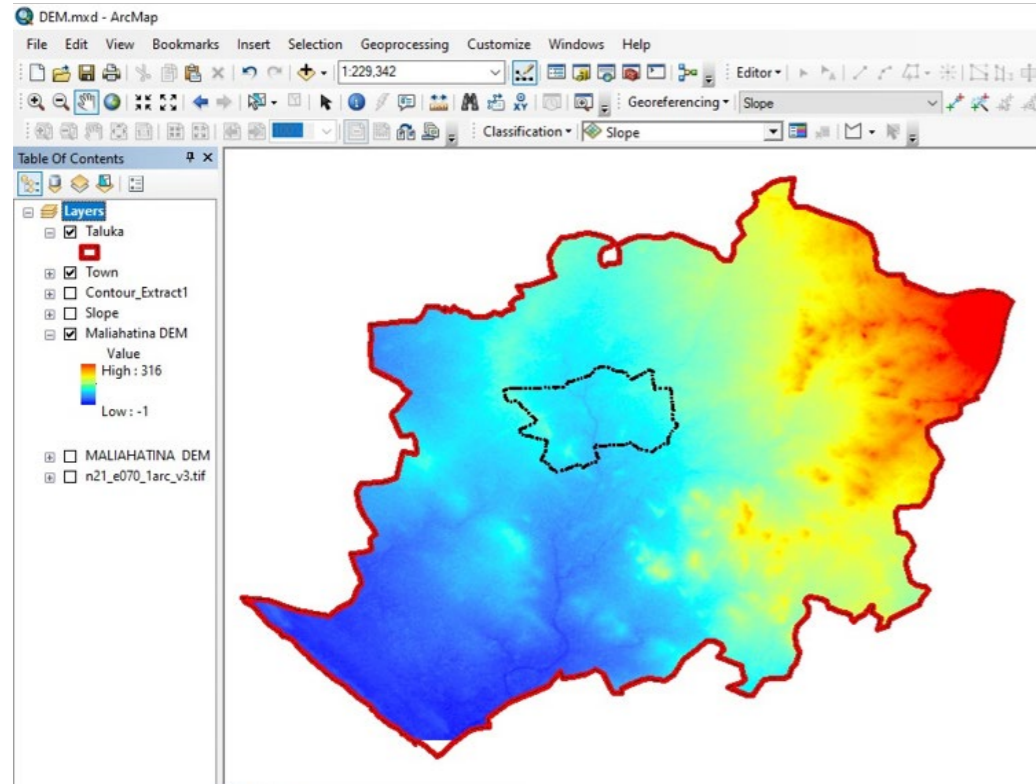 DEM.mxd - ArcMap
File Edit View Bookmarks Insert Selection Geoprocessing Customize Windows Help
1:229,342 Editor
Georeferencing Slope
100% Classification Slope
Table Of Contents
Layers
Taluka
Town
Contour_Extract1
Slope
Maliahatina DEM
Value
High : 316
Low : -1
MALIAHATINA DEM
n21_e070_1arc_v3.tif